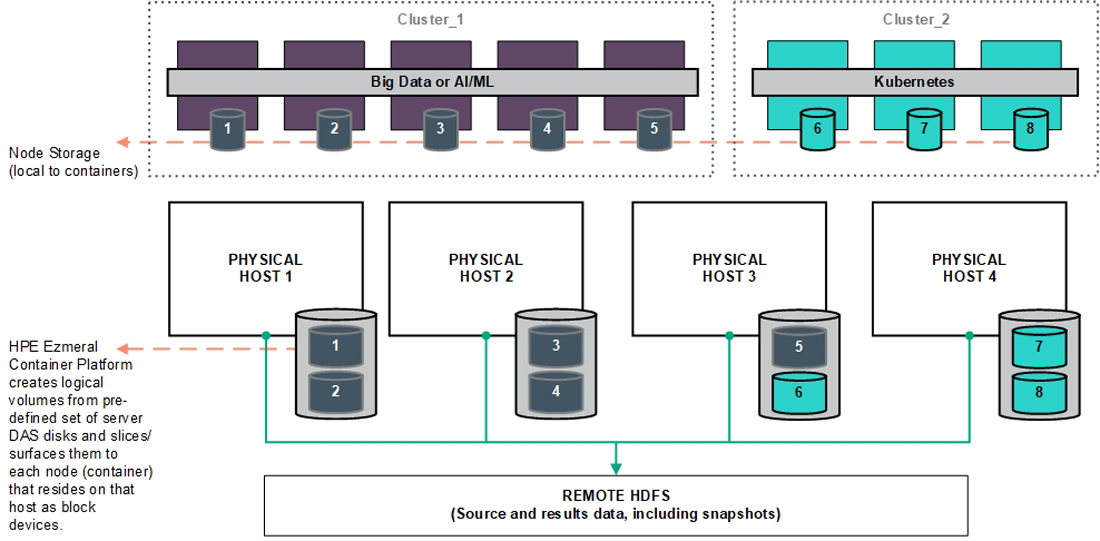 Cluster_1
Cluster_2
Big Data or AI/ML
Kubernetes
1
2
3
4
5
6
7
8
Node Storage
(local to containers)
PHYSICAL
HOST 1
PHYSICAL
HOST 2
PHYSICAL
HOST 3
PHYSICAL
HOST 4
1
2
3
4
5
6
7
8
HPE Ezmeral
Container Platform
creates logical
volumes from pre-
defined set of server
DAS disks and slices/
surfaces them to
each node (container)
that resides on that
host as block
devices.
REMOTE HDFS
(Source and results data, including snapshots)